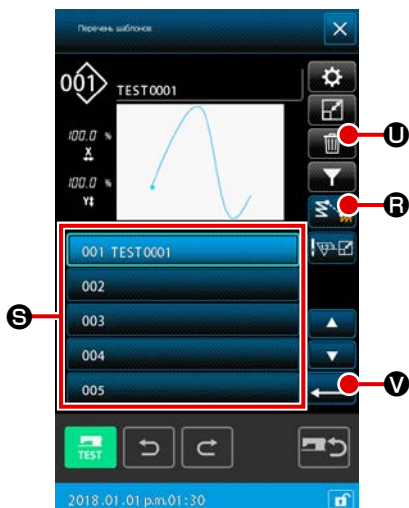 Перечень шаблонов
001
TEST0001
100.0 %
X
100.0 %
Y
U
R
001 TEST0001
002
003
S
004
005
V
TEST
2018.01.01 p.m.01:30